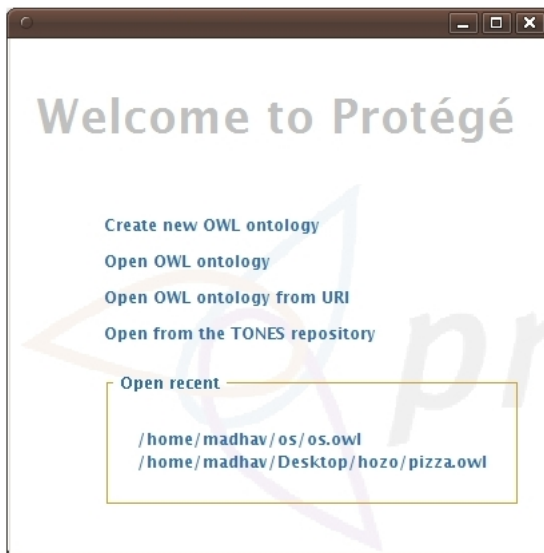 Welcome to Protégé
Create new OWL ontology
Open OWL ontology
Open OWL ontology from URI
Open from the TONES repository
Open recent
/home/madhav/os/os.owl
/home/madhav/Desktop/hozo/pizza.owl
pr